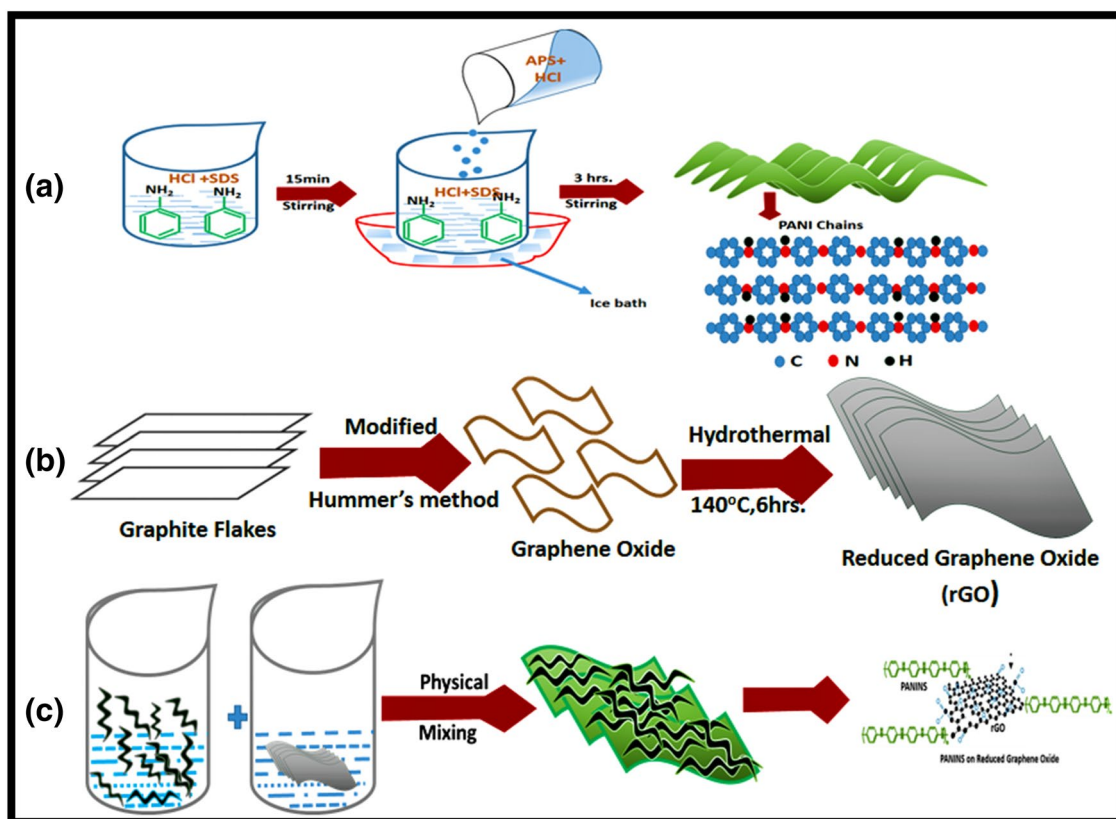 (a)
HCl +SDS
NH₂
NH₂
15min
Stirring
APS+
HCl
HCl+SDS
NH₂
NH₂
Ice bath
3 hrs.
Stirring
PANI Chains
C N H
(b)
Graphite Flakes
Modified
Hummer's method
Graphene Oxide
Hydrothermal
140°C,6hrs.
Reduced Graphene Oxide
(rGO)
(c)
+
Physical
Mixing
PANINS
rGO
PANINS on Reduced Graphene Oxide